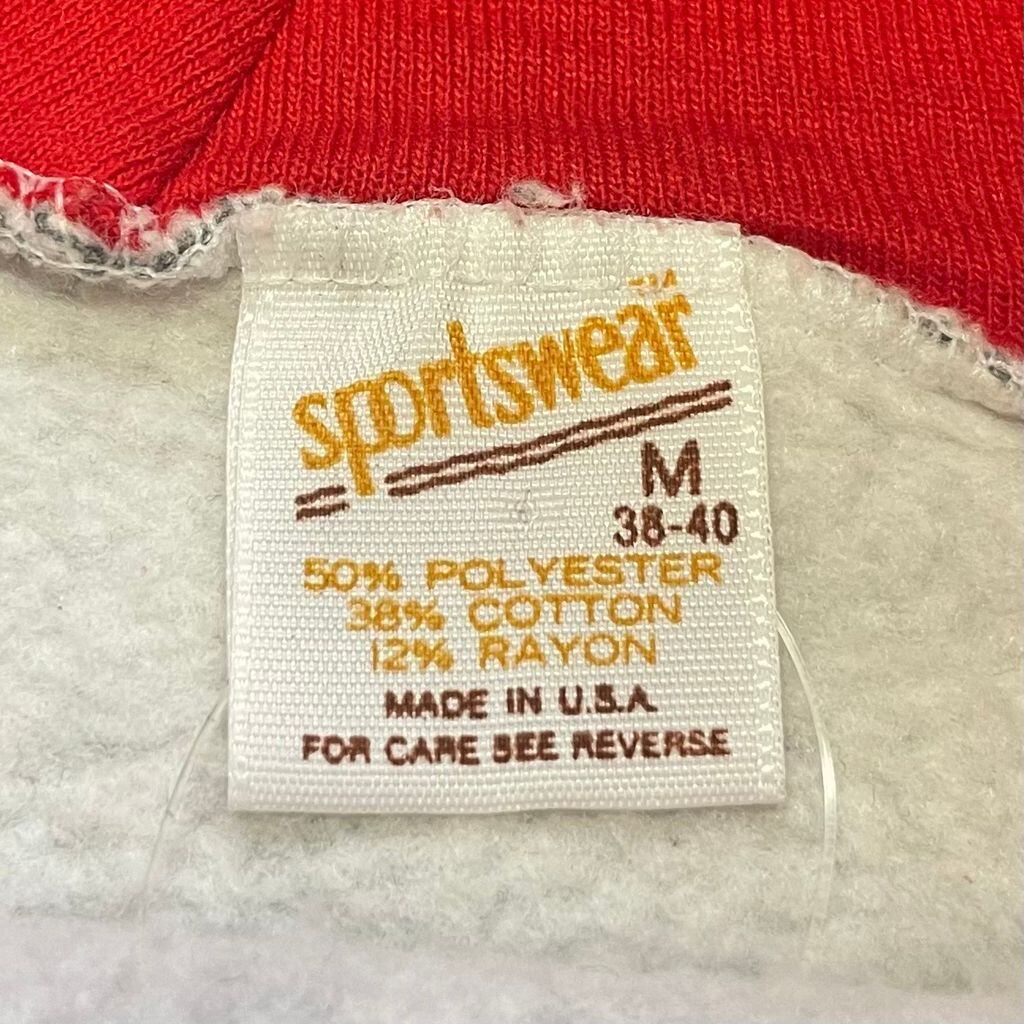 sportswear
M
38-40
50% POLYESTER
38% COTTON
12% RAYON
MADE IN U.S.A.
FOR CARE SEE REVERSE